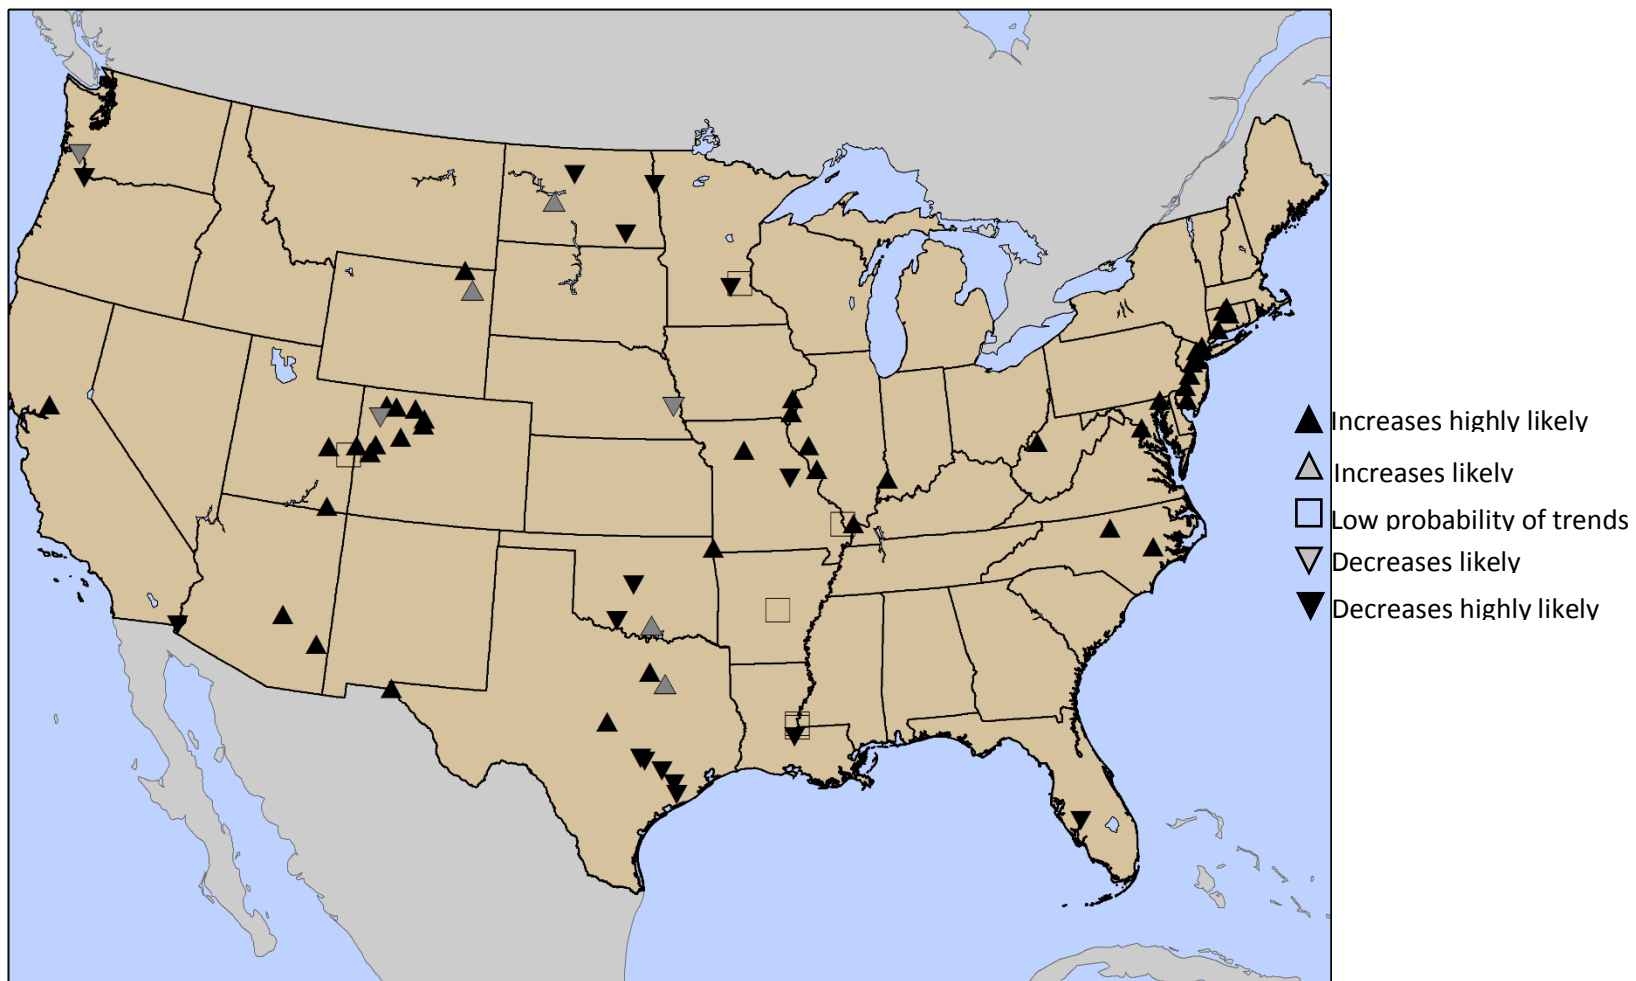 Increases highly likely
Increases likely
Low probability of trends
Decreases likely
Decreases highly likely